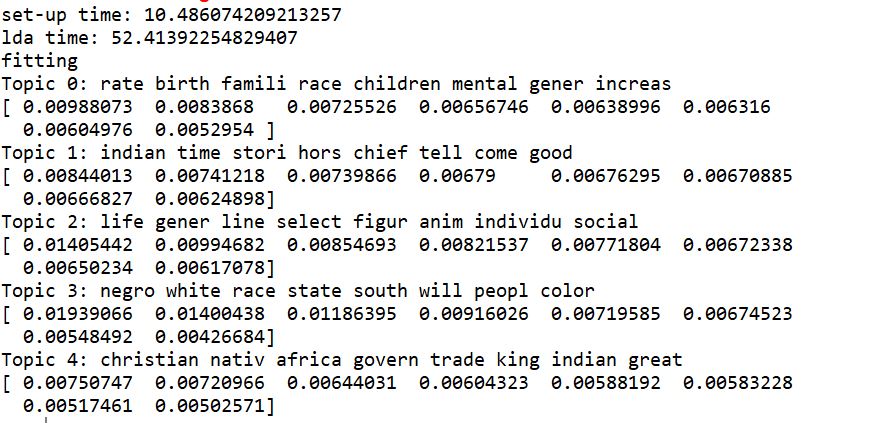 set-up time: 10.486074209213257
lda time: 52.41392254829407
fitting
Topic 0: rate birth famili race children mental gener increas
[ 0.00988073  0.0083868   0.00725526  0.00656746  0.00638996  0.006316
  0.00604976  0.0052954 ]
Topic 1: indian time stori hors chief tell come good
[ 0.00844013  0.00741218  0.00739866  0.00679     0.00676295  0.00670885
  0.00666827  0.00624898]
Topic 2: life gener line select figur anim individu social
[ 0.01405442  0.00994682  0.00854693  0.00821537  0.00771804  0.00672338
  0.00650234  0.00617078]
Topic 3: negro white race state south will peopl color
[ 0.01939066  0.01400438  0.01186395  0.00916026  0.00719585  0.00674523
  0.00548492  0.00426684]
Topic 4: christian nativ africa govern trade king indian great
[ 0.00750747  0.00720966  0.00644031  0.00604323  0.00588192  0.00583228
  0.00517461  0.00502571]